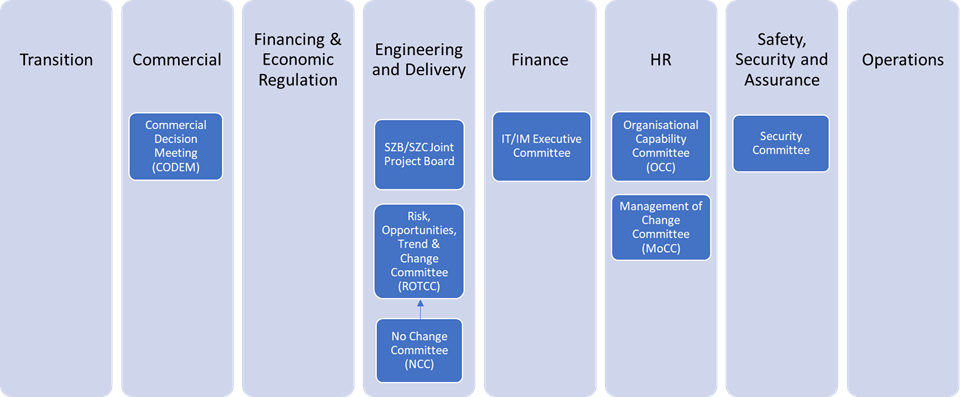 Transition
Commercial
Commercial
Decision
Meeting
(CODEM)
Financing &
Economic
Regulation
Engineering
and Delivery
SZB/SZC Joint
Project Board
Risk,
Opportunities,
Trend &
Change
Committee
(ROTCC)
No Change
Committee
(NCC)
Finance
IT/IM Executive
Committee
HR
Organisational
Capability
Committee
(OCC)
Management of
Change
Committee
(MoCC)
Safety,
Security and
Assurance
Security
Committee
Operations